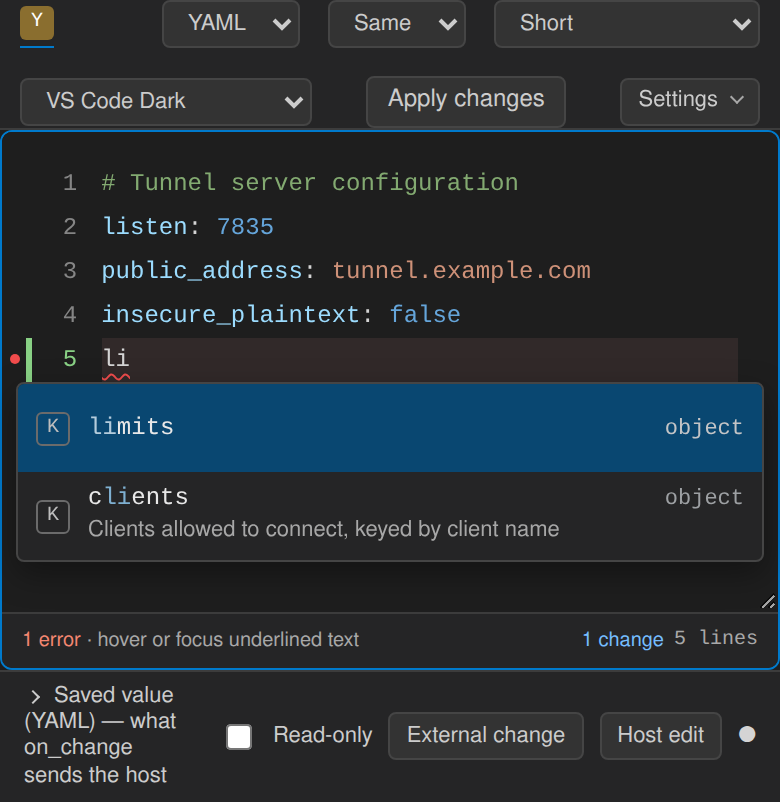 Y YAML Same Short
VS Code Dark Apply changes Settings
1 # Tunnel server configuration
2 listen: 7835
3 public_address: tunnel.example.com
4 insecure_plaintext: false
5 li
K limits object
K clients object
Clients allowed to connect, keyed by client name
1 error · hover or focus underlined text 1 change 5 lines
Saved value
(YAML) — what
on_change
sends the host
Read-only External change Host edit